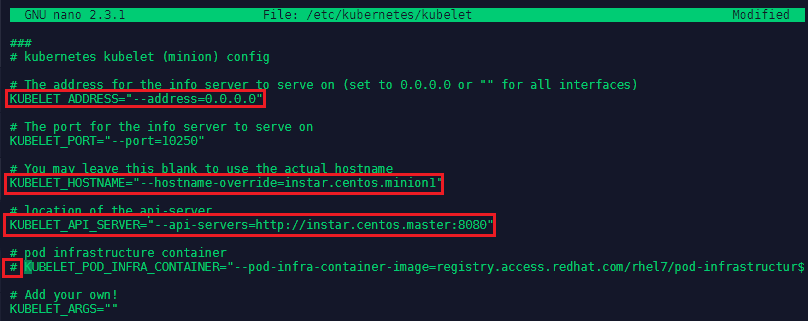 GNU nano 2.3.1 File: /etc/kubernetes/kubelet Modified
###
# kubernetes kubelet (minion) config
# The address for the info server to serve on (set to 0.0.0.0 or "" for all interfaces)
KUBELET_ADDRESS="--address=0.0.0.0"
# The port for the info server to serve on
KUBELET_PORT="--port=10250"
# You may leave this blank to use the actual hostname
KUBELET_HOSTNAME="--hostname-override=instar.centos.minion1"
# location of the api-server
KUBELET_API_SERVER="--api-servers=http://instar.centos.master:8080"
# pod infrastructure container
# KUBELET_POD_INFRA_CONTAINER="--pod-infra-container-image=registry.access.redhat.com/rhel7/pod-infrastructur$
# Add your own!
KUBELET_ARGS=""